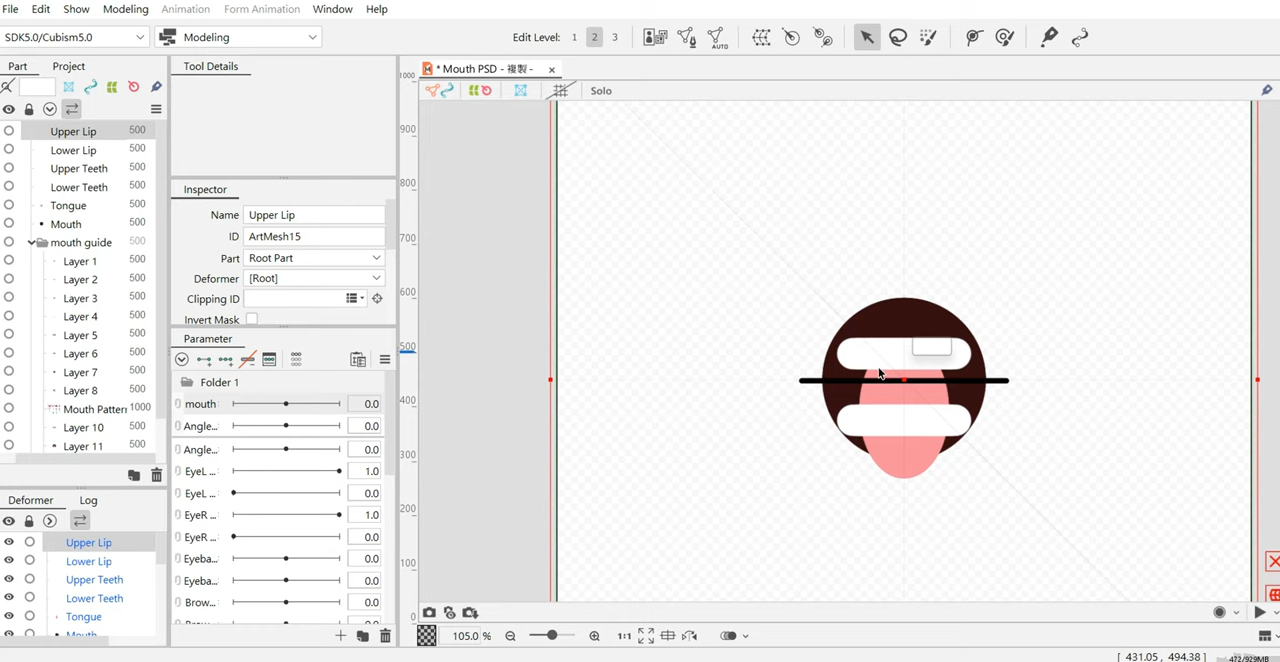 File Edit Show Modeling Animation Form Animation Window Help
SDK5.0/Cubism5.0 Modeling Edit Level: 1 2 3 AUTO
Part Project
Tool Details
* Mouth PSD - 複製 -
Solo
Upper Lip 500
Lower Lip 500
Upper Teeth 500
Lower Teeth 500
Tongue 500
Mouth 500
mouth guide 500
Layer 1 500
Layer 2 500
Layer 3 500
Layer 4 500
Layer 5 500
Layer 6 500
Layer 7 500
Layer 8 500
Mouth Pattern 1000
Layer 10 500
Layer 11 500
Deformer Log
Upper Lip
Lower Lip
Upper Teeth
Lower Teeth
Tongue
Mouth
Inspector
Name Upper Lip
ID ArtMesh15
Part Root Part
Deformer [Root]
Clipping ID
Invert Mask
Parameter
Folder 1
mouth 0.0
Angle... 0.0
Angle... 0.0
EyeL ... 1.0
EyeL ... 0.0
EyeR ... 1.0
EyeR ... 0.0
Eyeba... 0.0
Eyeba... 0.0
Brow... 0.0
1000
900
800
700
600
500
400
300
200
100
0
105.0 % 1:1
[ 431.05, 494.38 ] 472/929MB